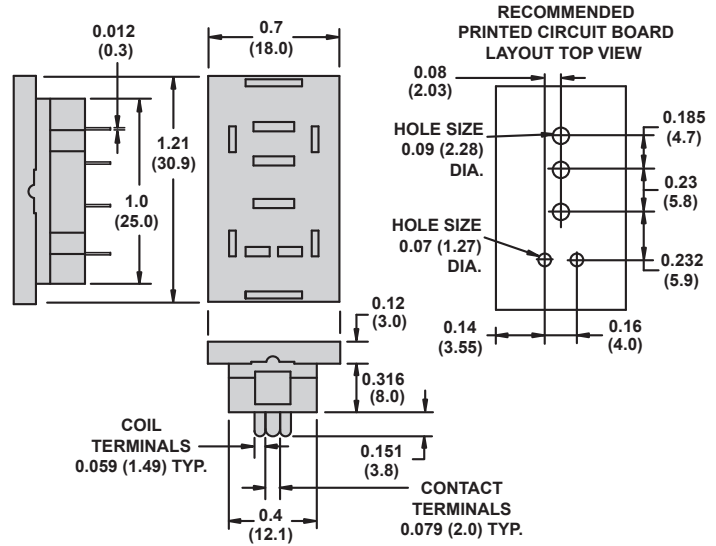 RECOMMENDED
PRINTED CIRCUIT BOARD
LAYOUT TOP VIEW
0.012
(0.3)
0.7
(18.0)
0.08
(2.03)
1.21
(30.9)
1.0
(25.0)
HOLE SIZE
0.09 (2.28)
DIA.
0.185
(4.7)
0.23
(5.8)
HOLE SIZE
0.07 (1.27)
DIA.
0.232
(5.9)
0.14
(3.55)
0.16
(4.0)
0.12
(3.0)
0.316
(8.0)
COIL
TERMINALS
0.059 (1.49) TYP.
0.151
(3.8)
CONTACT
TERMINALS
0.079 (2.0) TYP.
0.4
(12.1)